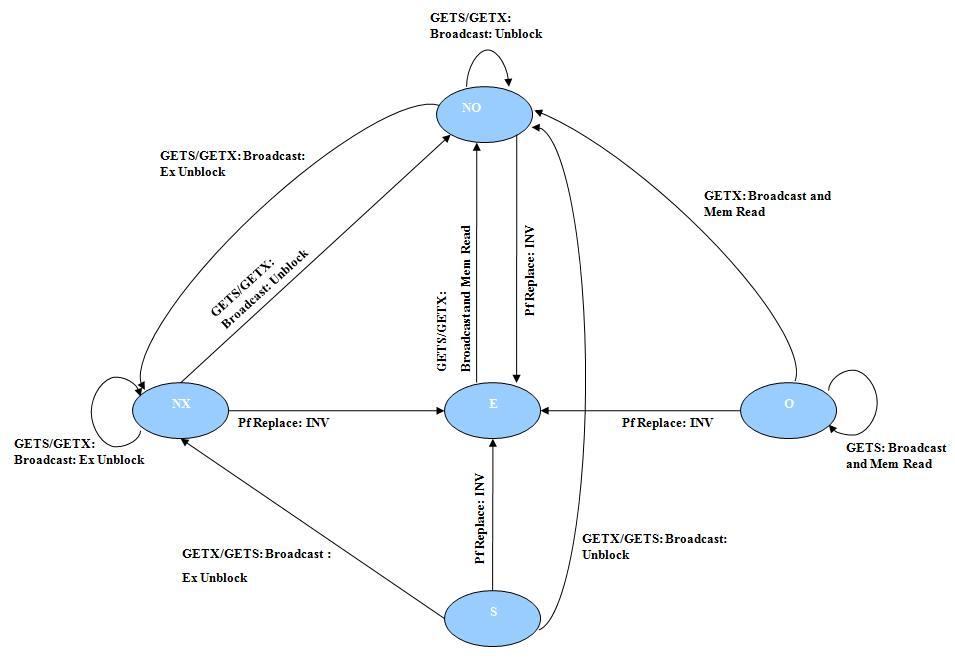 GETS/GETX:
Broadcast: Unblock
NO
GETS/GETX: Broadcast:
Ex Unblock
GETX: Broadcast and
Mem Read
GETS/GETX:
Broadcast: Unblock
GETS/GETX:
Broadcast and Mem Read
Pf Replace: INV
NX
E
O
Pf Replace: INV
Pf Replace: INV
GETS/GETX:
Broadcast: Ex Unblock
GETS: Broadcast
and Mem Read
Pf Replace: INV
GETX/GETS: Broadcast :
Ex Unblock
GETX/GETS: Broadcast:
Unblock
S